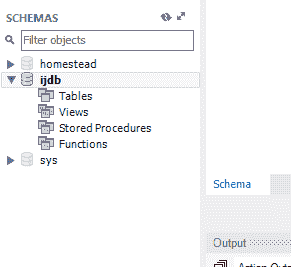 SCHEMAS
Filter objects
homestead
ijdb
Tables
Views
Stored Procedures
Functions
sys
Schema
Output